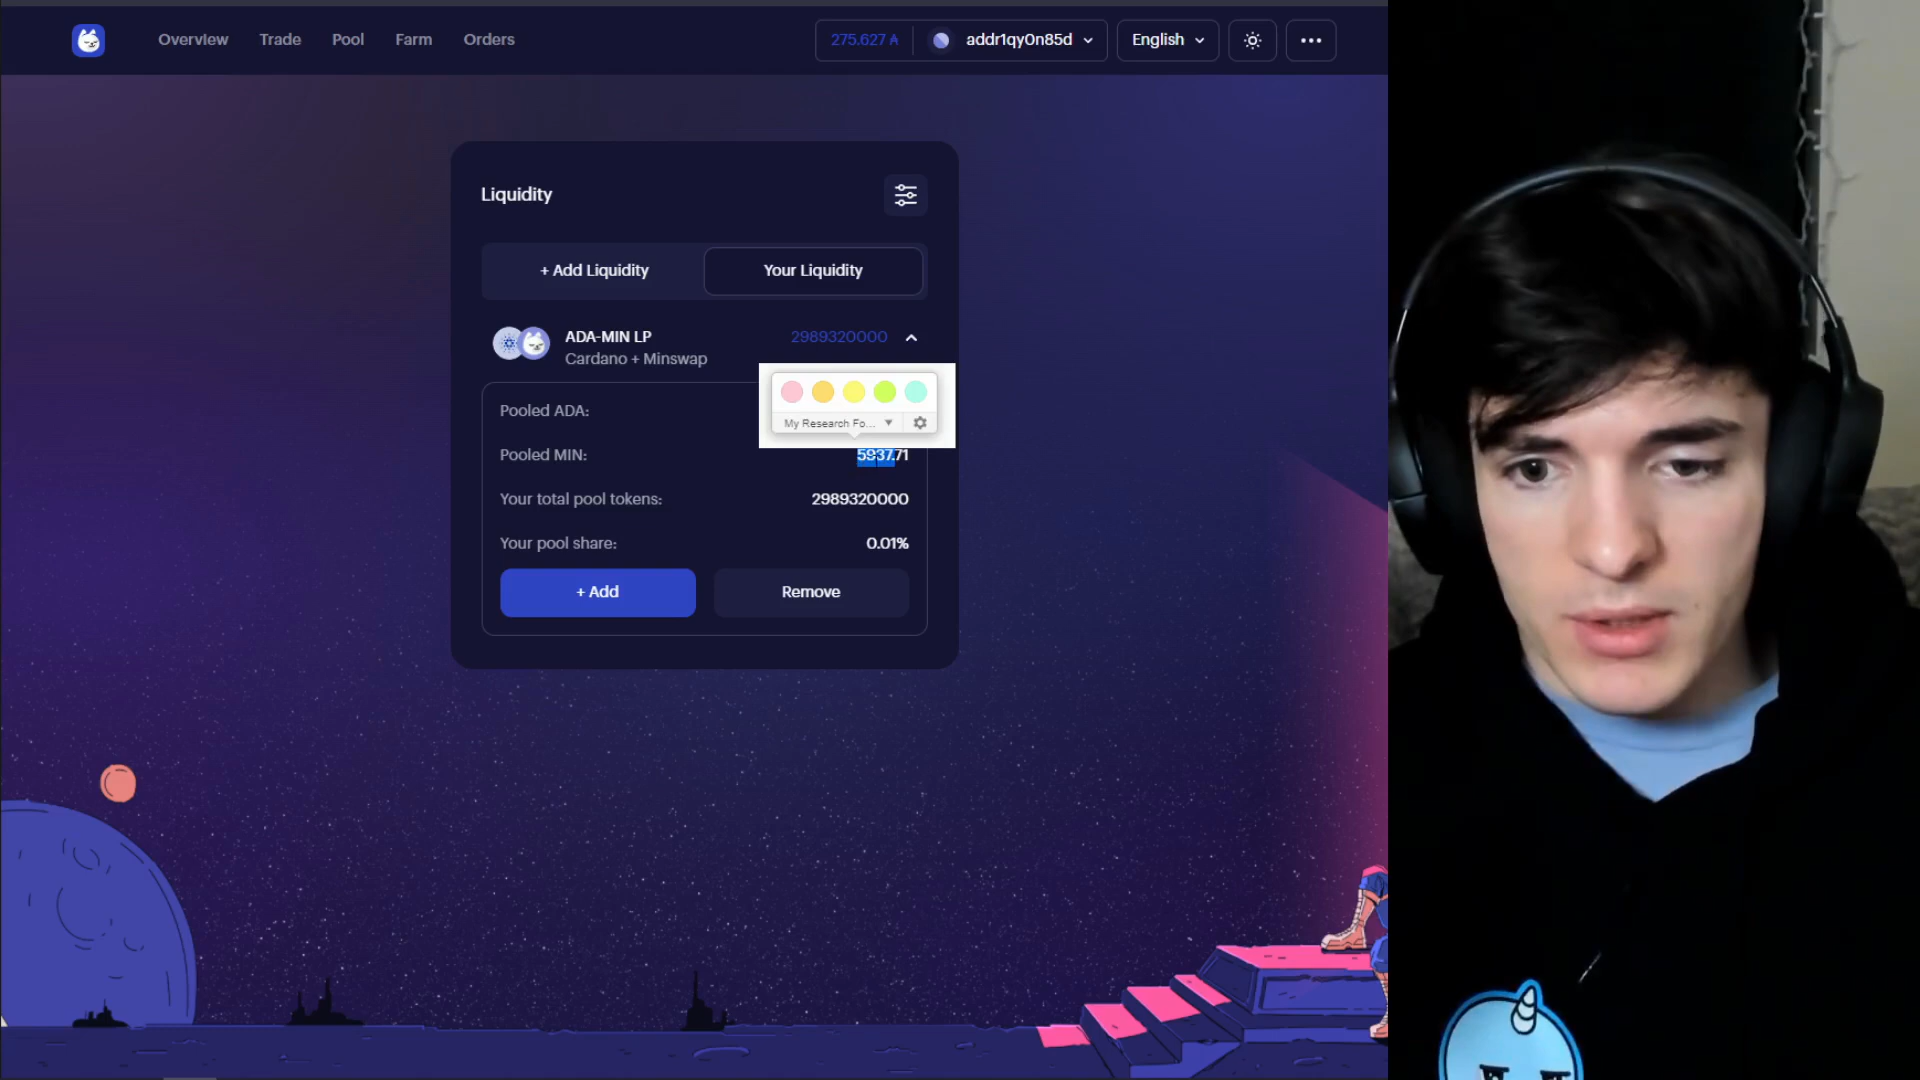 Overview Trade Pool Farm Orders 275.627 ₳ addr1qy0n85d English
Liquidity
+ Add Liquidity Your Liquidity
ADA-MIN LP 2989320000
Cardano + Minswap
Pooled ADA:
My Research Fo...
Pooled MIN: 5937.71
Your total pool tokens: 2989320000
Your pool share: 0.01%
+ Add Remove